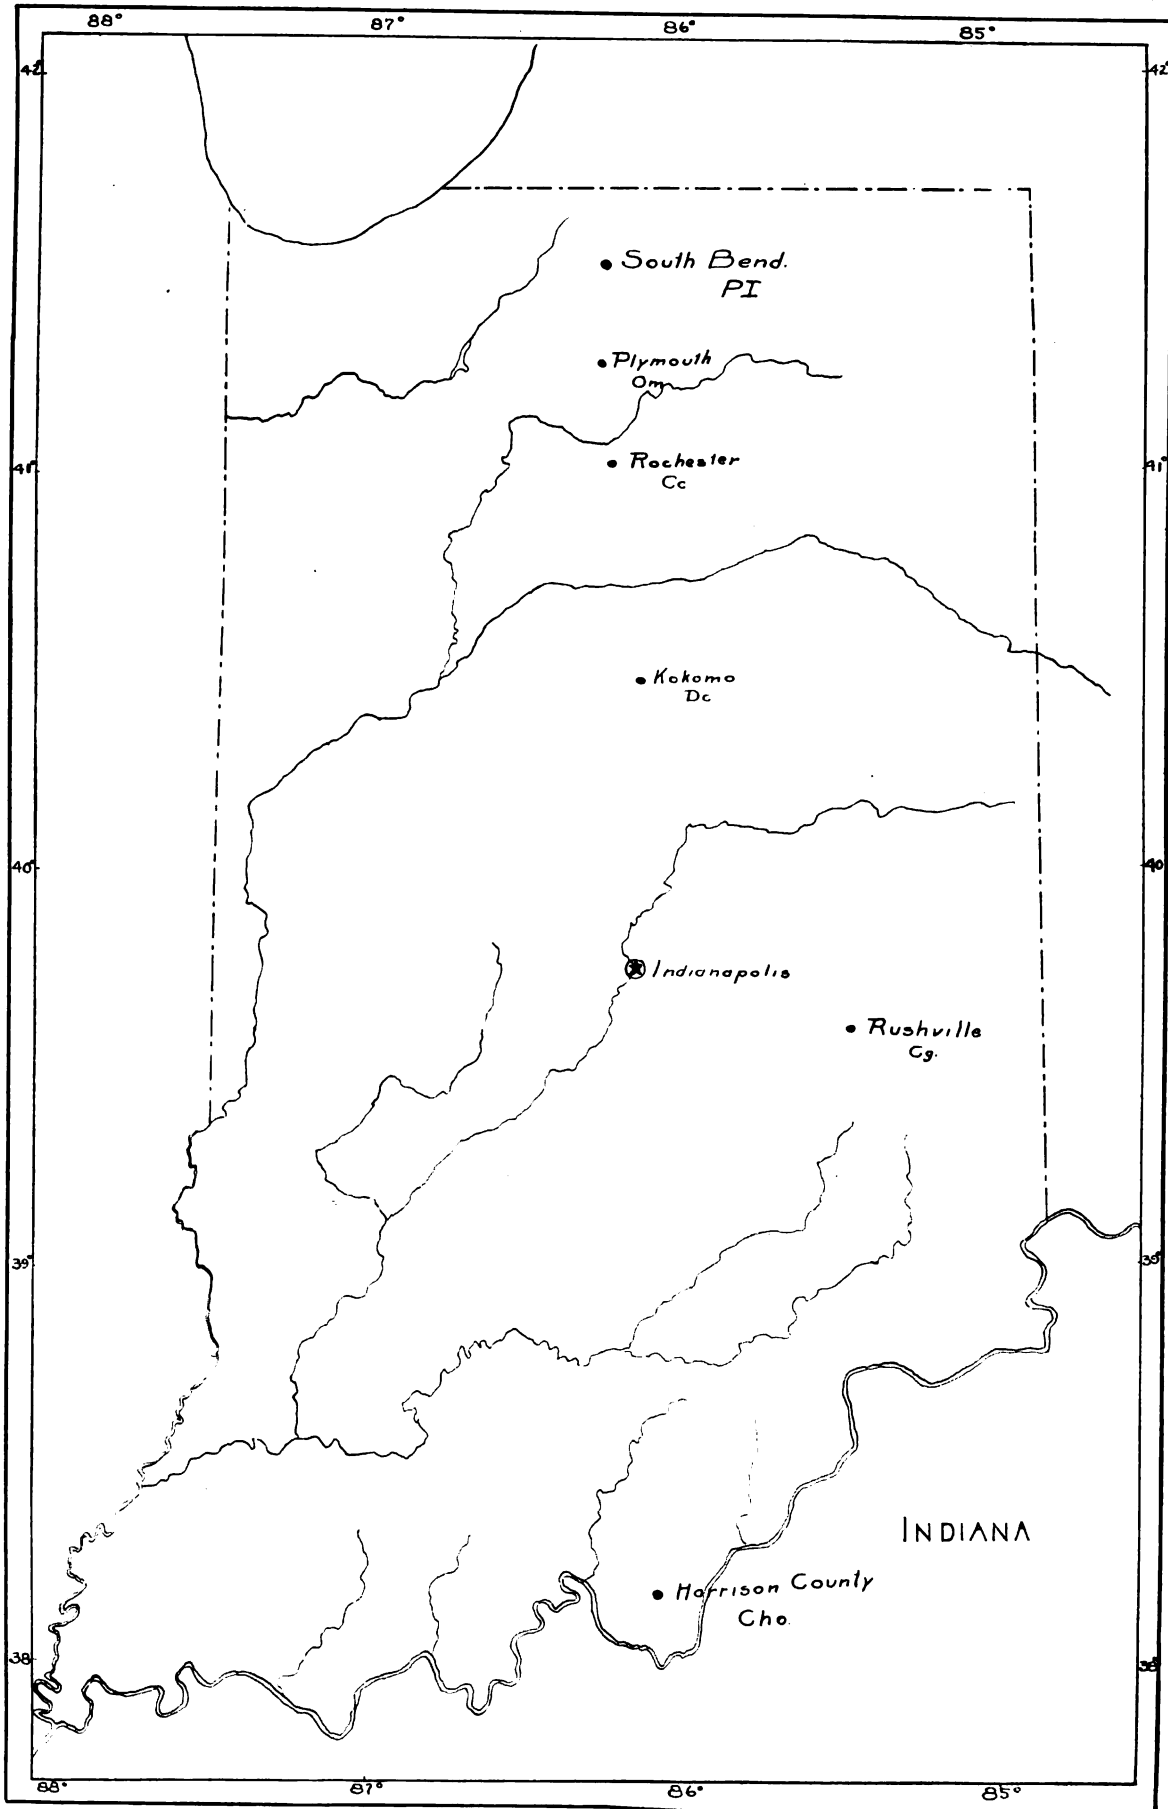 88° 87° 86° 85°
42° 42°
South Bend.
PI
Plymouth
Om
41° 41°
Rochester
Cc
Kokomo
Dc
40° 40°
Indianapolis
Rushville
Cg.
39° 39°
INDIANA
Harrison County
Cho.
38° 38°
88° 87° 86° 85°